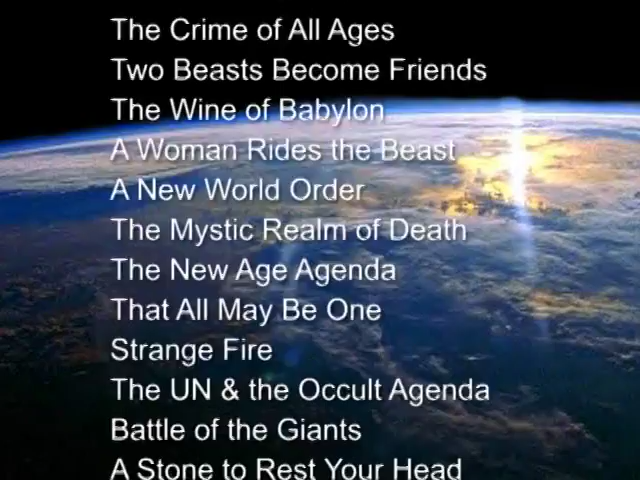 The Crime of All Ages
Two Beasts Become Friends
The Wine of Babylon
A Woman Rides the Beast
A New World Order
The Mystic Realm of Death
The New Age Agenda
That All May Be One
Strange Fire
The UN & the Occult Agenda
Battle of the Giants
A Stone to Rest Your Head